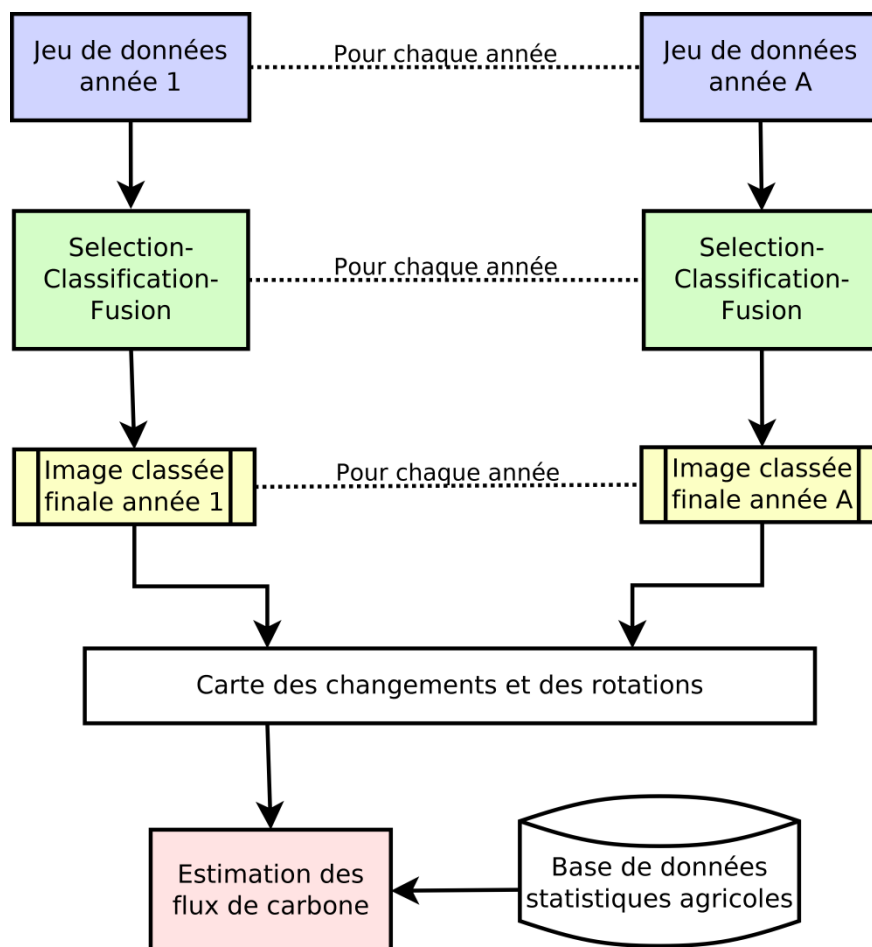 Jeu de données
année 1
Pour chaque année
Jeu de données
année A
Selection-
Classification-
Fusion
Pour chaque année
Selection-
Classification-
Fusion
Image classée
finale année 1
Pour chaque année
Image classée
finale année A
Carte des changements et des rotations
Estimation des
flux de carbone
Base de données
statistiques agricoles